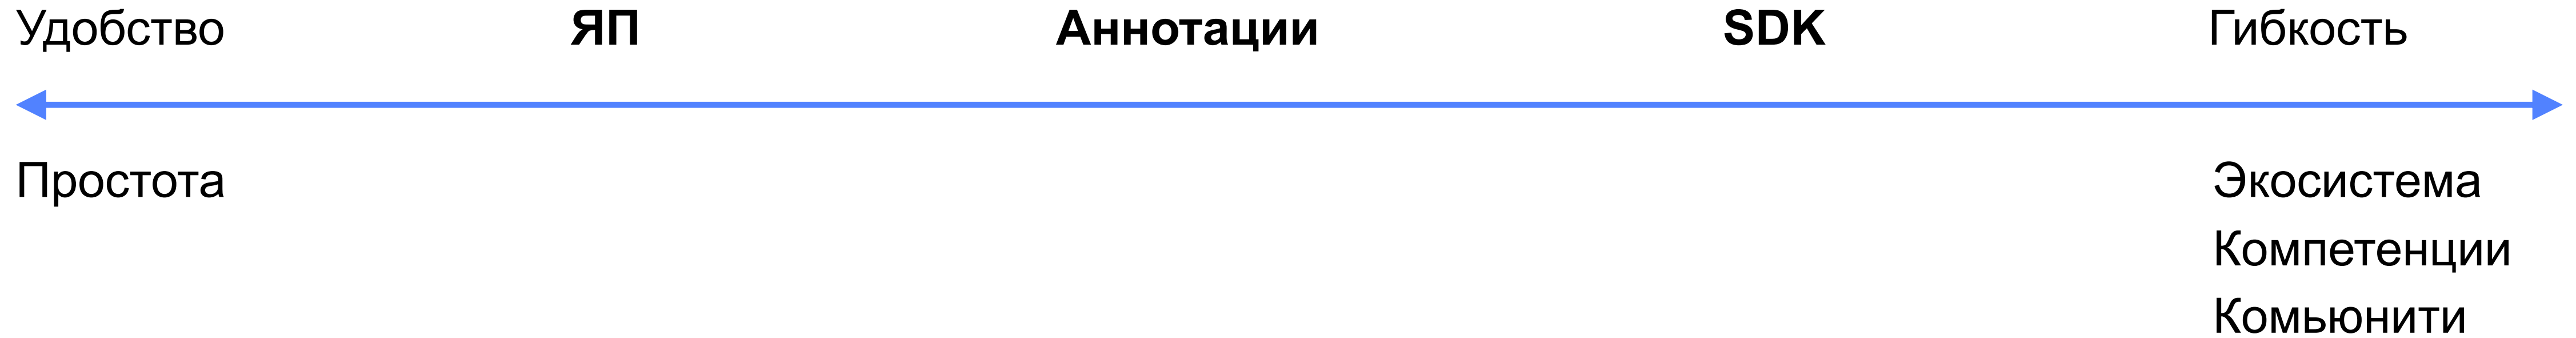 Удобство ЯП Аннотации SDK Гибкость
Простота Экосистема
Компетенции
Комьюнити